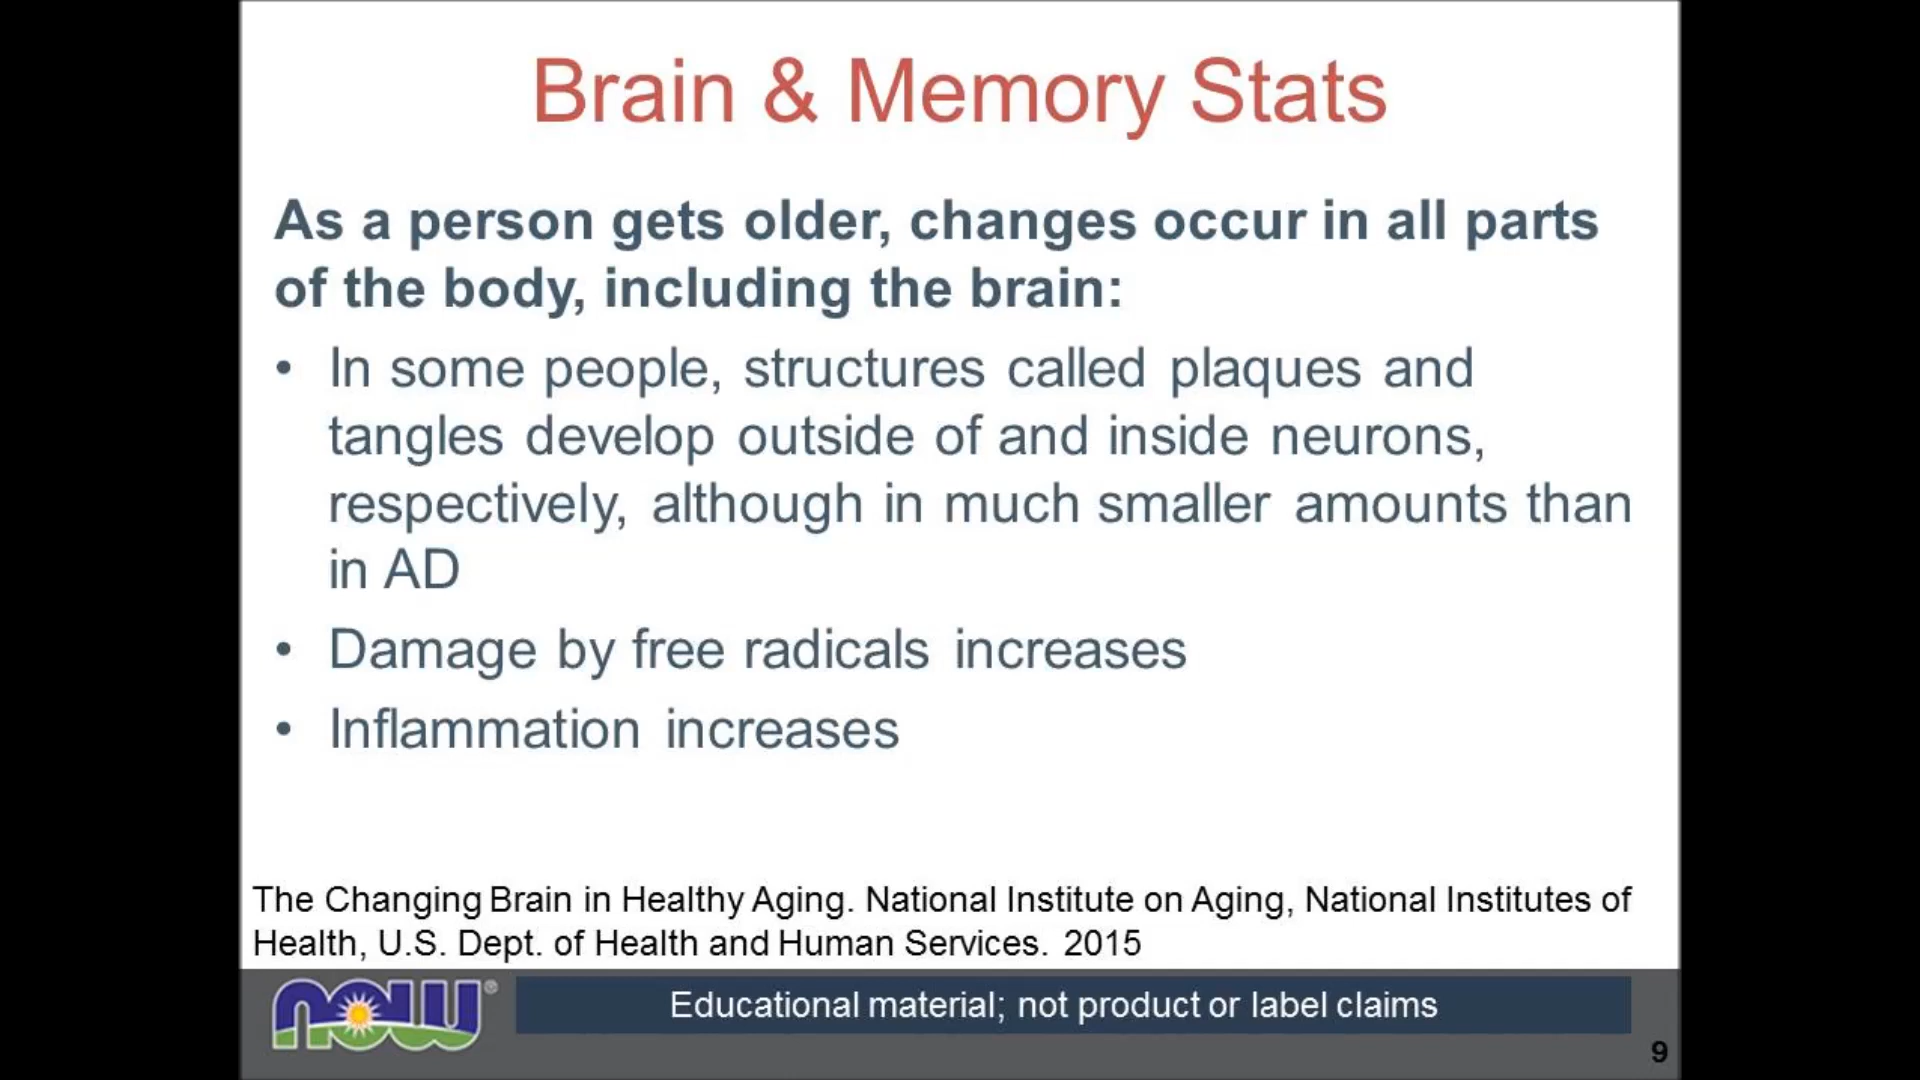 Brain & Memory Stats
As a person gets older, changes occur in all parts
of the body, including the brain:
• In some people, structures called plaques and
tangles develop outside of and inside neurons,
respectively, although in much smaller amounts than
in AD
• Damage by free radicals increases
• Inflammation increases
The Changing Brain in Healthy Aging. National Institute on Aging, National Institutes of
Health, U.S. Dept. of Health and Human Services. 2015
now®
Educational material; not product or label claims
9